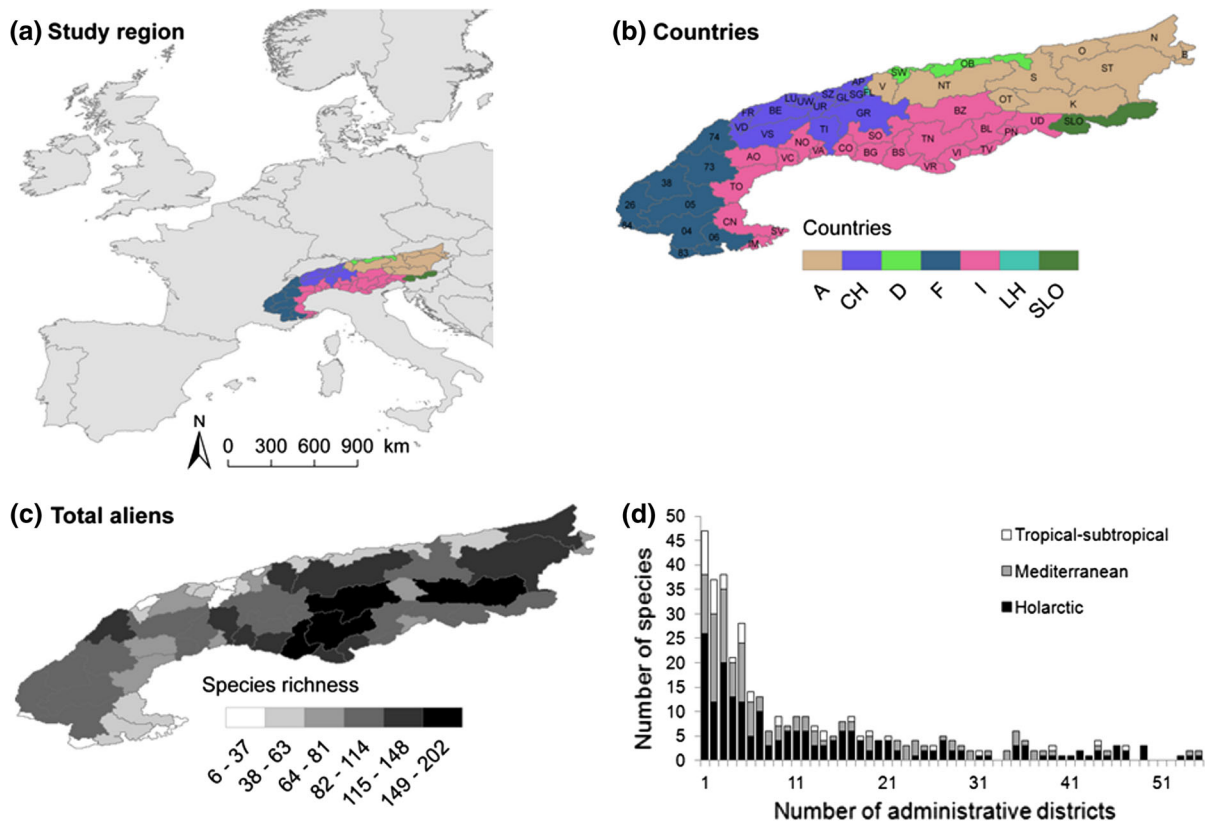 (a) Study region
N
0 300 600 900 km
(b) Countries
N
O
B
ST
S
OB
SW
NT
V
AP
FL
SZ
SG
GL
LU
UW
UR
BE
FR
GR
OT
K
BZ
SLO
UD
VD
VS
TI
SO
TN
BL
PN
74
NO
VA
CO
BG
BS
TV
VI
VR
AO
VC
73
38
TO
26
05
84
CN
04
06
SV
IM
83
Countries
A CH D F I LH SLO
(c) Total aliens
Species richness
6 - 37
38 - 63
64 - 81
82 - 114
115 - 148
149 - 202
(d)
50
45
40
35
30
25
20
15
10
5
0
Number of species
Tropical-subtropical
Mediterranean
Holarctic
1 11 21 31 41 51
Number of administrative districts